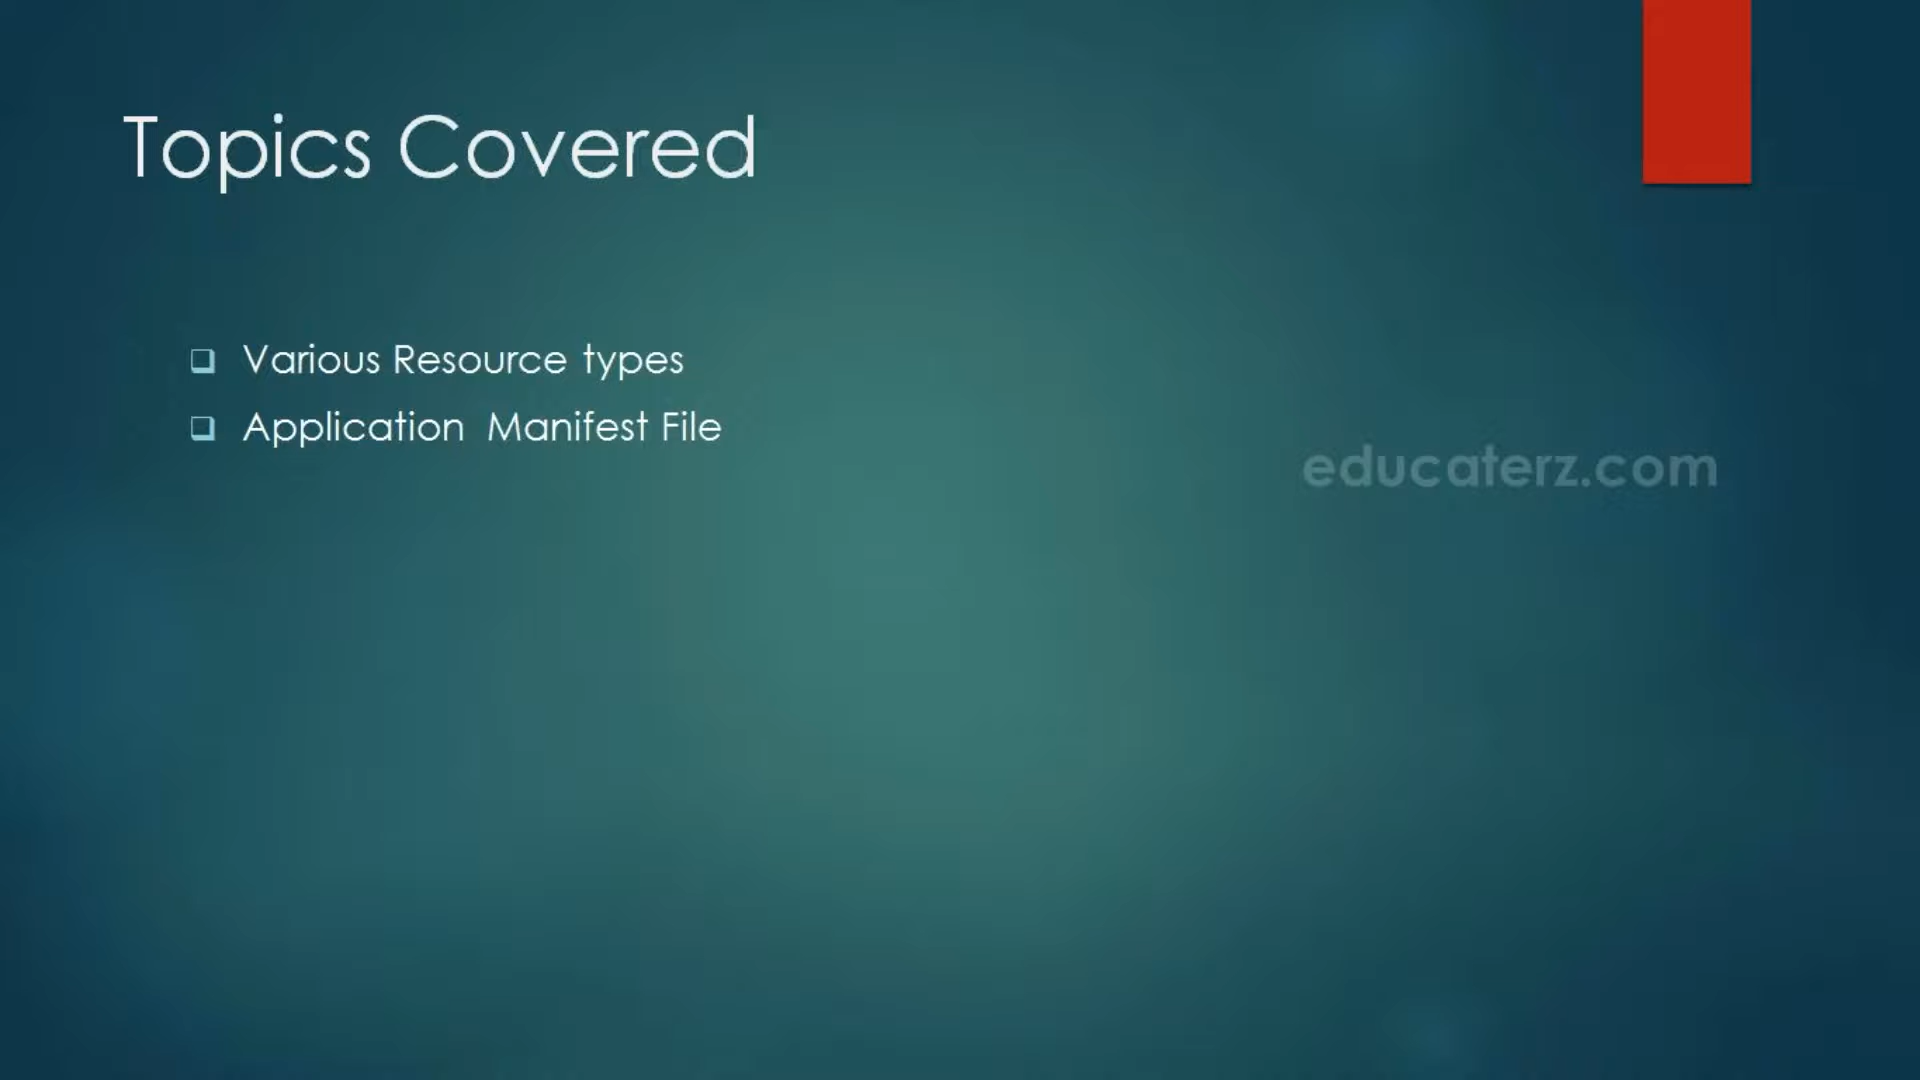 Topics Covered
Various Resource types
Application  Manifest File
educaterz.com